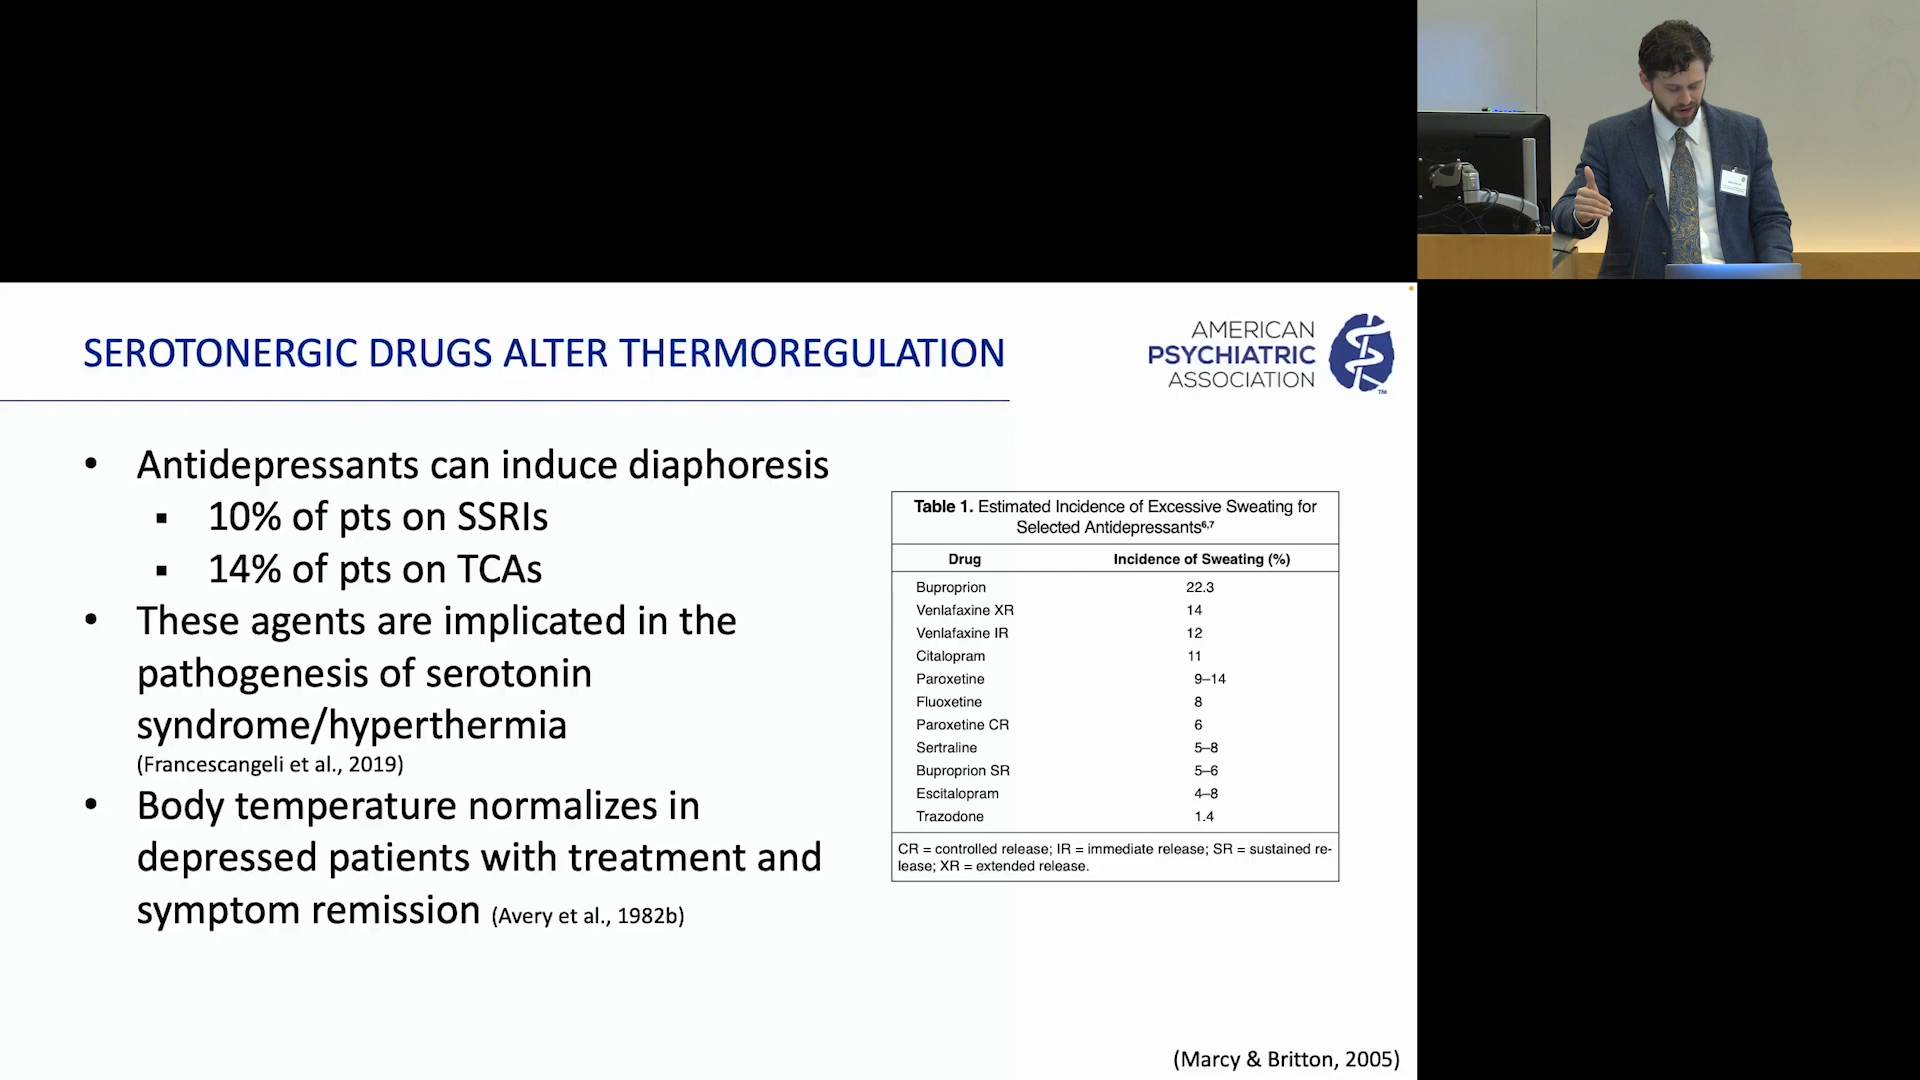 SEROTONERGIC DRUGS ALTER THERMOREGULATION
AMERICAN
PSYCHIATRIC
ASSOCIATION
TM
• Antidepressants can induce diaphoresis
▪ 10% of pts on SSRIs
▪ 14% of pts on TCAs
• These agents are implicated in the
pathogenesis of serotonin
syndrome/hyperthermia
(Francescangeli et al., 2019)
• Body temperature normalizes in
depressed patients with treatment and
symptom remission (Avery et al., 1982b)
Table 1. Estimated Incidence of Excessive Sweating for
Selected Antidepressants6,7
Drug Incidence of Sweating (%)
Buproprion 22.3
Venlafaxine XR 14
Venlafaxine IR 12
Citalopram 11
Paroxetine 9–14
Fluoxetine 8
Paroxetine CR 6
Sertraline 5–8
Buproprion SR 5–6
Escitalopram 4–8
Trazodone 1.4
CR = controlled release; IR = immediate release; SR = sustained re-
lease; XR = extended release.
(Marcy & Britton, 2005)